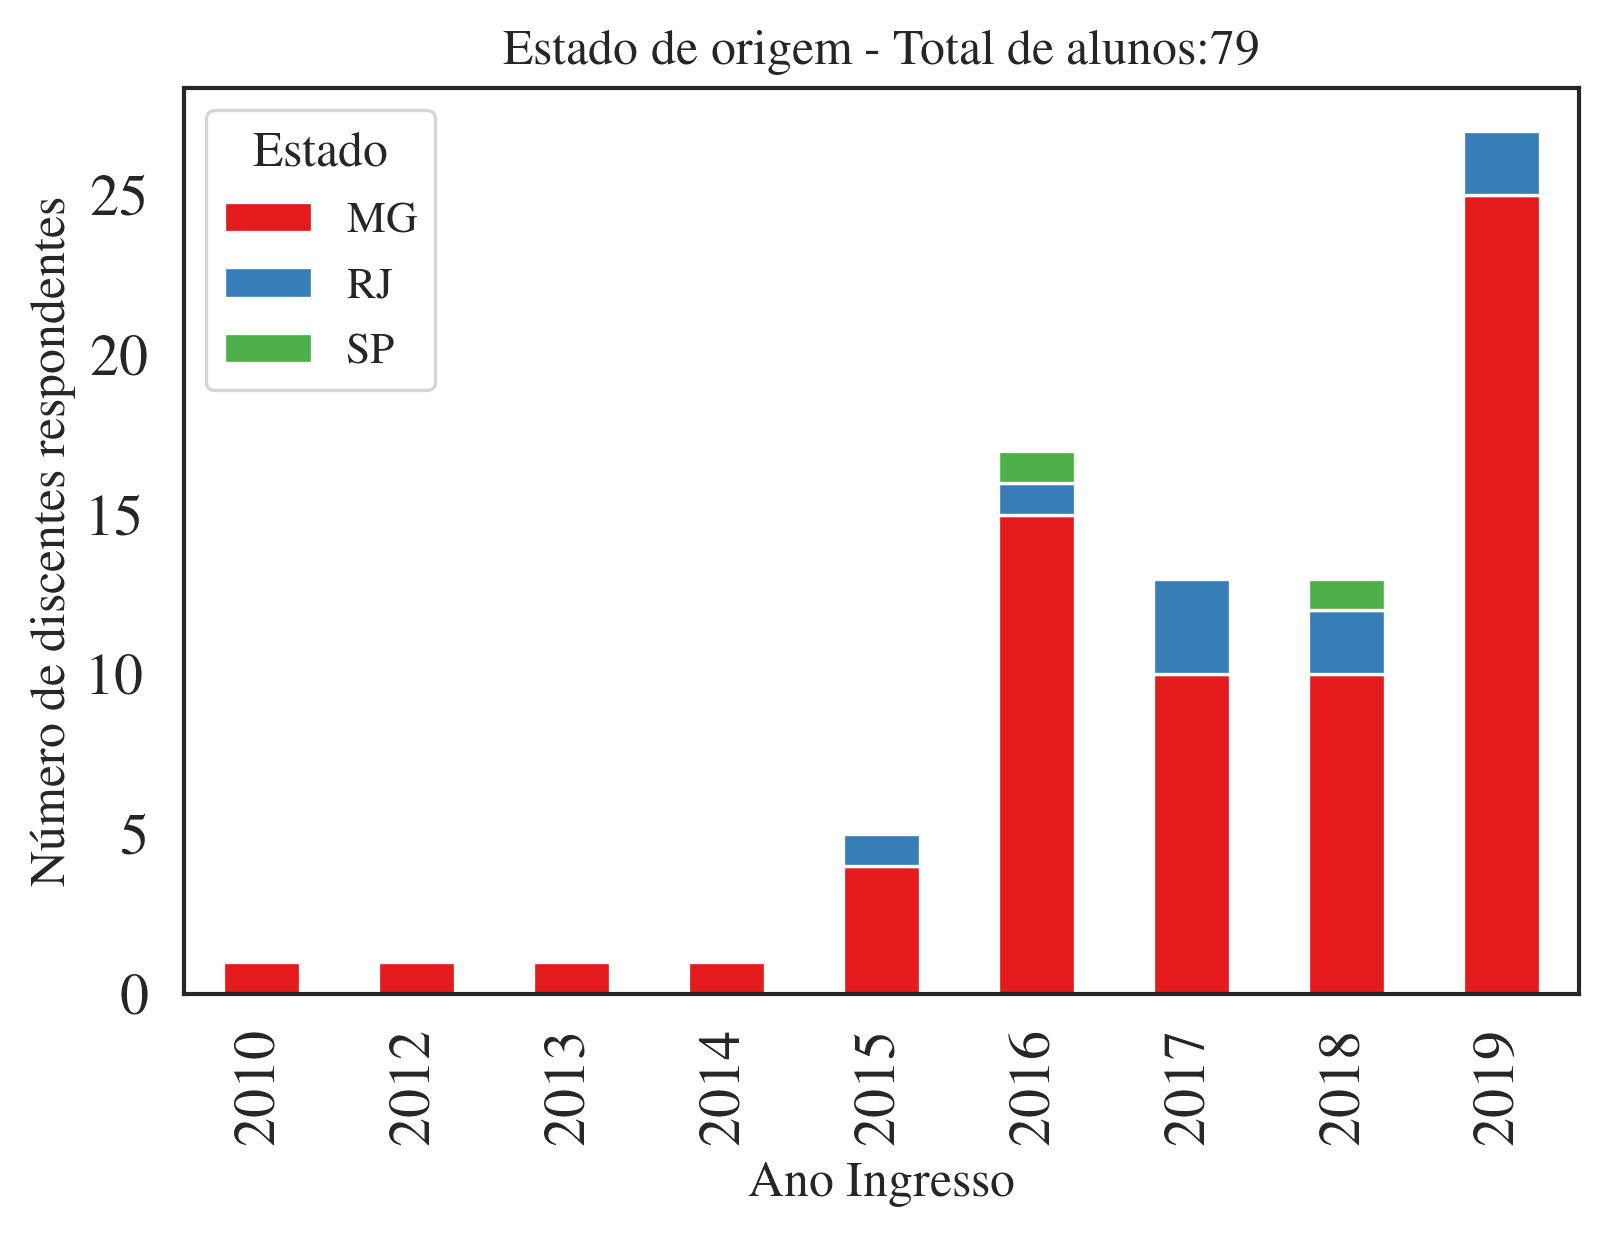 Estado de origem - Total de alunos:79
Estado
MG
RJ
SP
Número de discentes respondentes
25
20
15
10
5
0
2010
2012
2013
2014
2015
2016
2017
2018
2019
Ano Ingresso